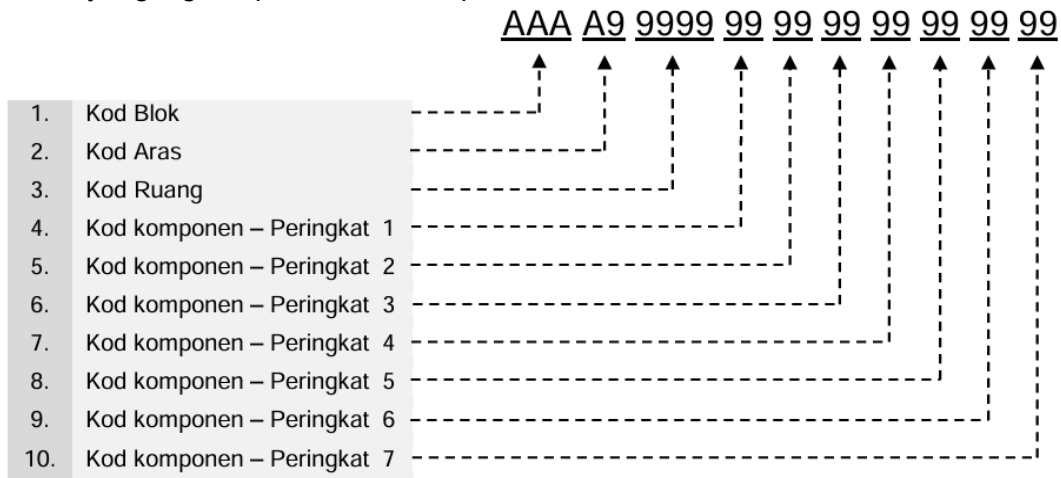 AAA A9 9999 99 99 99 99 99 99 99
1. Kod Blok
2. Kod Aras
3. Kod Ruang
4. Kod komponen – Peringkat 1
5. Kod komponen – Peringkat 2
6. Kod komponen – Peringkat 3
7. Kod komponen – Peringkat 4
8. Kod komponen – Peringkat 5
9. Kod komponen – Peringkat 6
10. Kod komponen – Peringkat 7